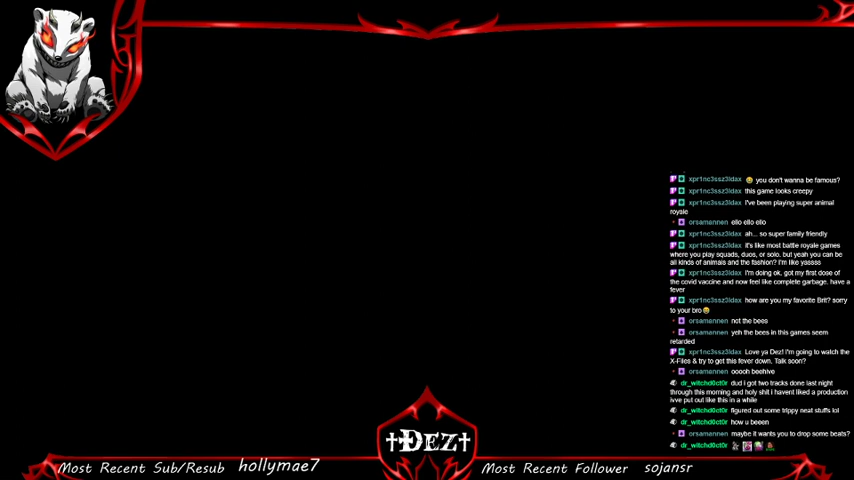 xpr1nc3ssz3ldax 😂 you don't wanna be famous?
xpr1nc3ssz3ldax this game looks creepy
xpr1nc3ssz3ldax I've been playing super animal
royale
orsamannen ello ello ello
xpr1nc3ssz3ldax ah... so super family friendly
xpr1nc3ssz3ldax it's like most battle royale games
where you play squads, duos, or solo. but yeah you can be
all kinds of animals and the fashion? I'm like yassss
xpr1nc3ssz3ldax I'm doing ok. got my first dose of
the covid vaccine and now feel like complete garbage. have a
fever
xpr1nc3ssz3ldax how are you my favorite Brit? sorry
to your bro
orsamannen not the bees
orsamannen yeh the bees in this games seem
retarded
xpr1nc3ssz3ldax Love ya Dez! I'm going to watch the
X-Files & try to get this fever down. Talk soon?
orsamannen ooooh beehive
dr_witchd0ct0r dud i got two tracks done last night
through this morning and holy shit i havent liked a production
ivve put out like this in a while
dr_witchd0ct0r figured out some trippy neat stuffs lol
dr_witchd0ct0r how u beeen
orsamannen maybe it wants you to drop some beats?
dr_witchd0ct0r
†DEZ†
Most Recent Sub/Resub hollymae7
Most Recent Follower sojansr